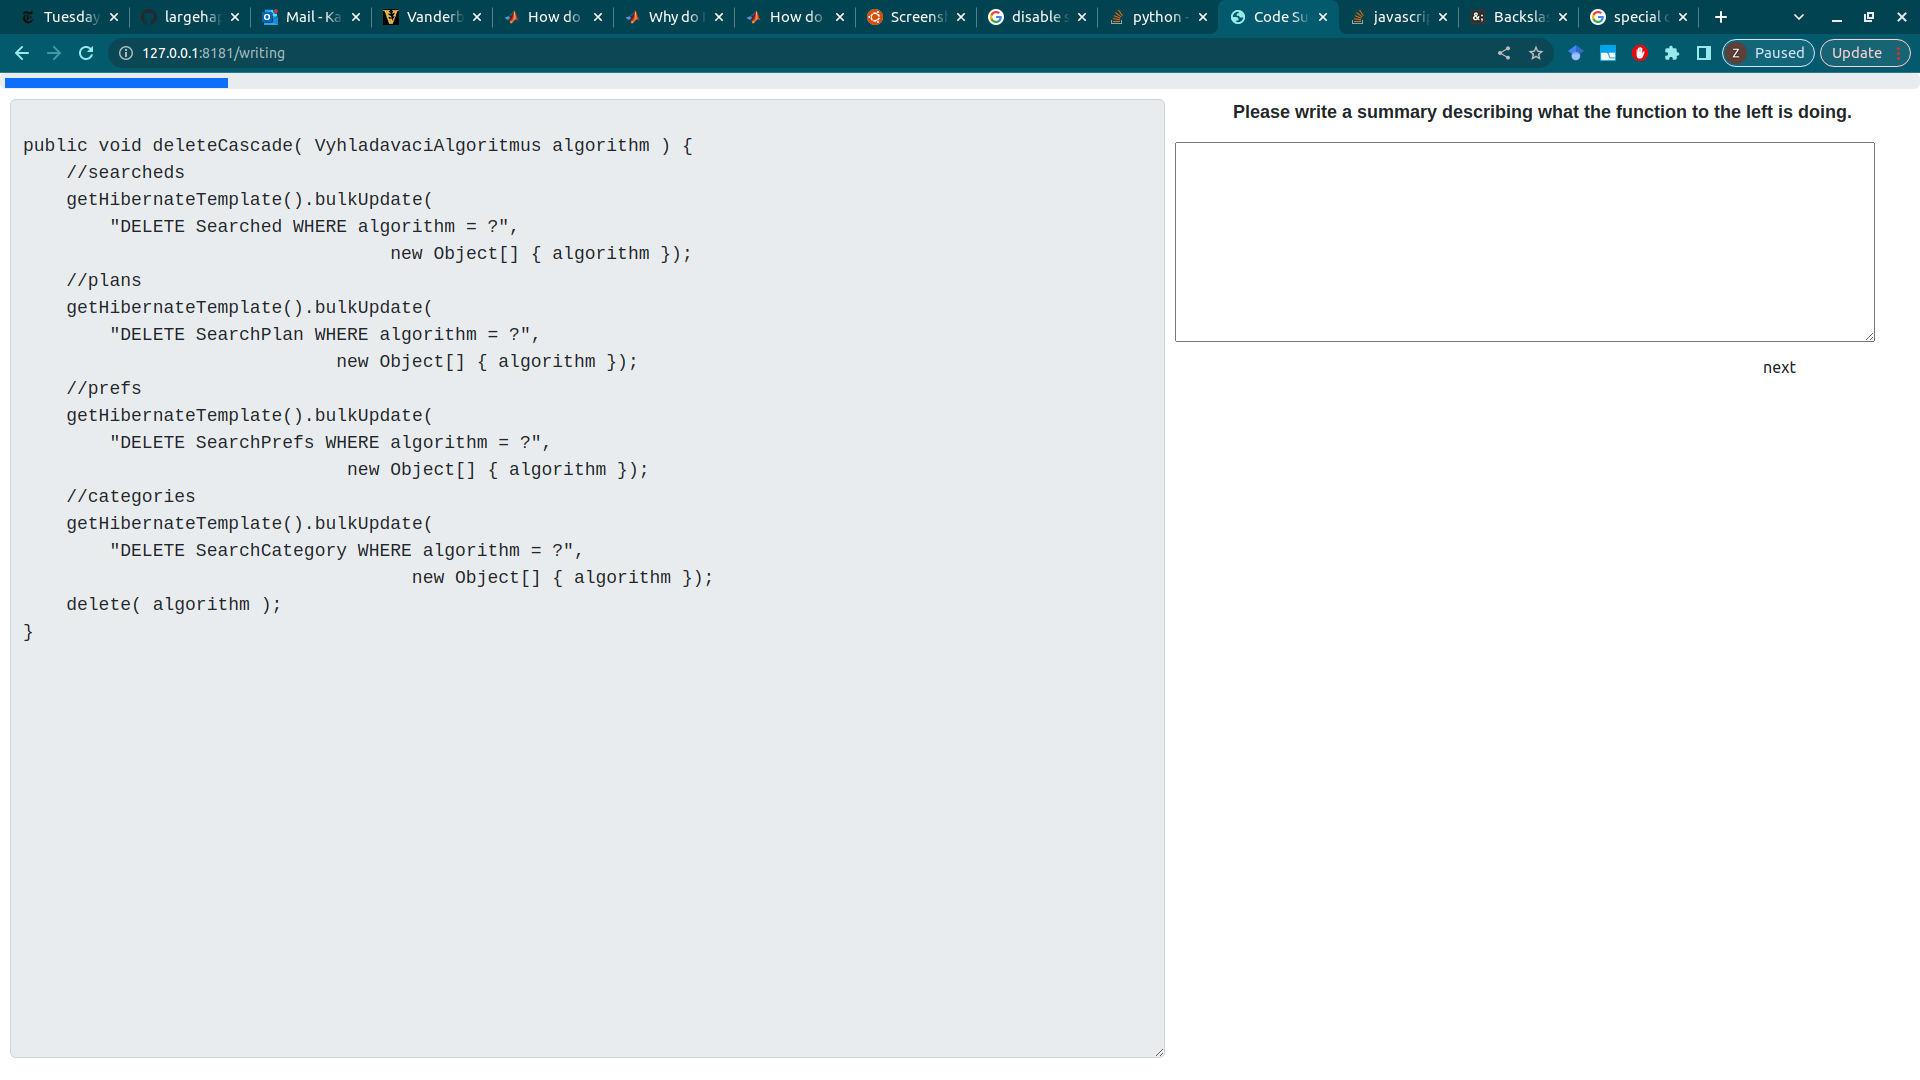 Tuesday
largehap
Mail - Ka
Vanderb
How do
Why do
How do
Screens
disable s
python -
Code Su
javascrip
Backslas
special c
127.0.0.1:8181/writing
Z Paused
Update
public void deleteCascade( VyhladavaciAlgoritmus algorithm ) {
//searcheds
getHibernateTemplate().bulkUpdate(
"DELETE Searched WHERE algorithm = ?",
new Object[] { algorithm });
//plans
getHibernateTemplate().bulkUpdate(
"DELETE SearchPlan WHERE algorithm = ?",
new Object[] { algorithm });
//prefs
getHibernateTemplate().bulkUpdate(
"DELETE SearchPrefs WHERE algorithm = ?",
new Object[] { algorithm });
//categories
getHibernateTemplate().bulkUpdate(
"DELETE SearchCategory WHERE algorithm = ?",
new Object[] { algorithm });
delete( algorithm );
}
Please write a summary describing what the function to the left is doing.
next